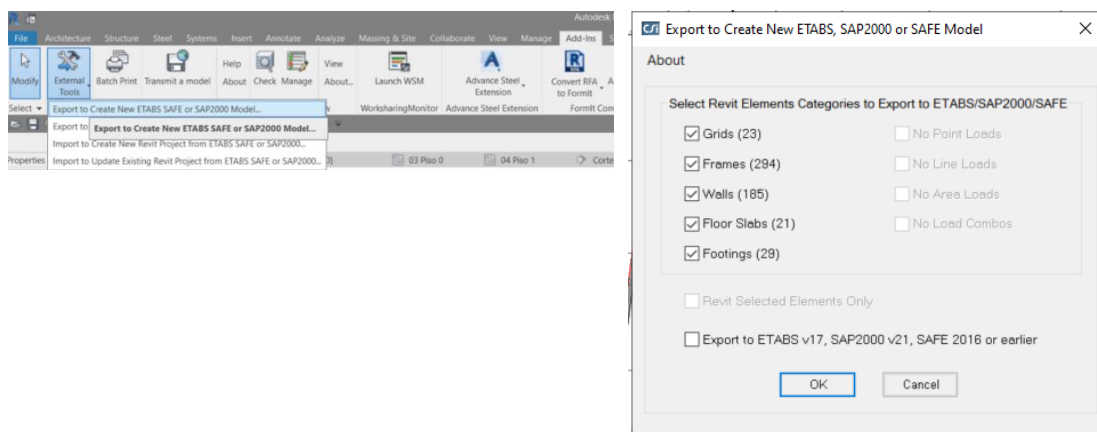 Autodesk
File Architecture Structure Steel Systems Insert Annotate Analyze Massing & Site Collaborate View Manage Add-Ins
Modify External Tools Batch Print Transmit a model Help About Check Manage View About... Launch WSM Advance Steel Extension Convert RFA to FormIt
Select WorksharingMonitor Advance Steel Extension FormIt Con
Export to Create New ETABS SAFE or SAP2000 Model...
Export to
Export to Create New ETABS SAFE or SAP2000 Model...
Import to Create New Revit Project from ETABS SAFE or SAP2000...
Properties Import to Update Existing Revit Project from ETABS SAFE or SAP2000... 03 Piso 0 04 Piso 1 Corte
CSi Export to Create New ETABS, SAP2000 or SAFE Model
About
Select Revit Elements Categories to Export to ETABS/SAP2000/SAFE
Grids (23) No Point Loads
Frames (294) No Line Loads
Walls (185) No Area Loads
Floor Slabs (21) No Load Combos
Footings (29)
Revit Selected Elements Only
Export to ETABS v17, SAP2000 v21, SAFE 2016 or earlier
OK Cancel